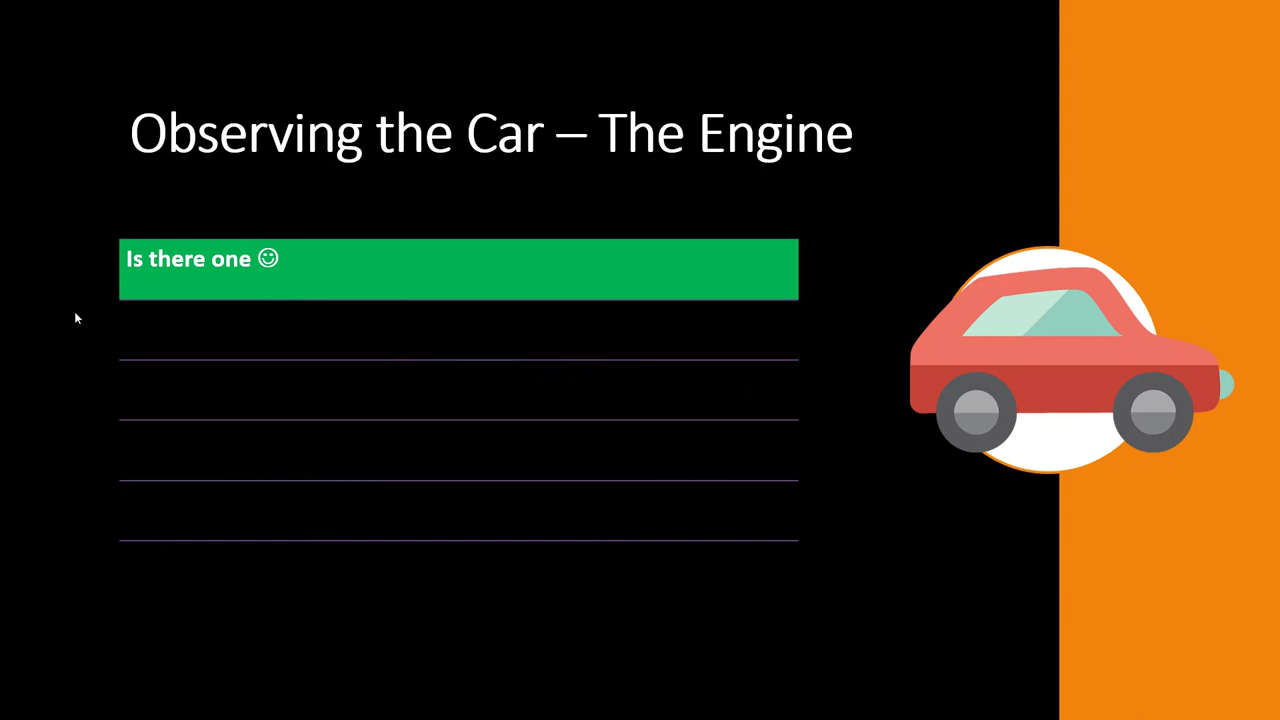 Observing the Car – The Engine
Is there one ☺